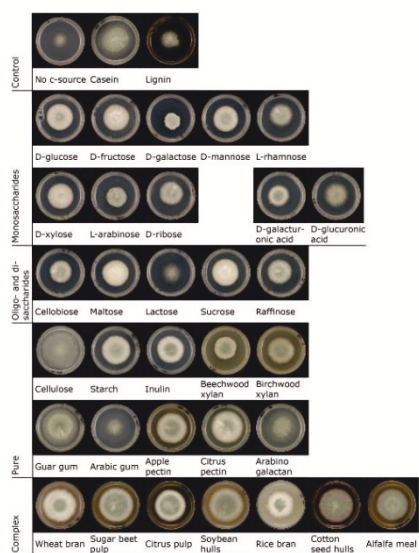 Control
No c-source Casein Lignin
Monosaccharides
D-glucose D-fructose D-galactose D-mannose L-rhamnose
D-xylose L-arabinose D-ribose D-galactur-
onic acid D-glucuronic
acid
Oligo- and di-
saccharides
Cellobiose Maltose Lactose Sucrose Raffinose
Cellulose Starch Inulin Beechwood
xylan Birchwood
xylan
Pure
Guar gum Arabic gum Apple
pectin Citrus
pectin Arabino
galactan
Complex
Wheat bran Sugar beet
pulp Citrus pulp Soybean
hulls Rice bran Cotton
seed hulls Alfalfa meal